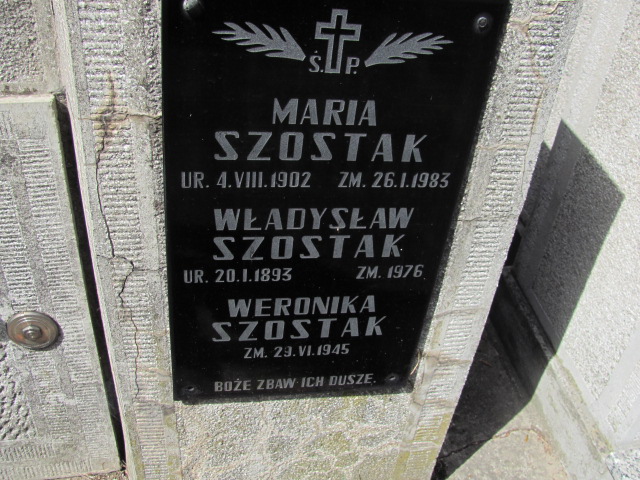 Ś. P.
MARIA
SZOSTAK
UR. 4.VIII.1902 ZM. 26.I.1983
WŁADYSŁAW
SZOSTAK
UR. 20.I.1893 ZM. 1976
WERONIKA
SZOSTAK
ZM. 29.VI.1945
BOŻE ZBAW ICH DUSZE.